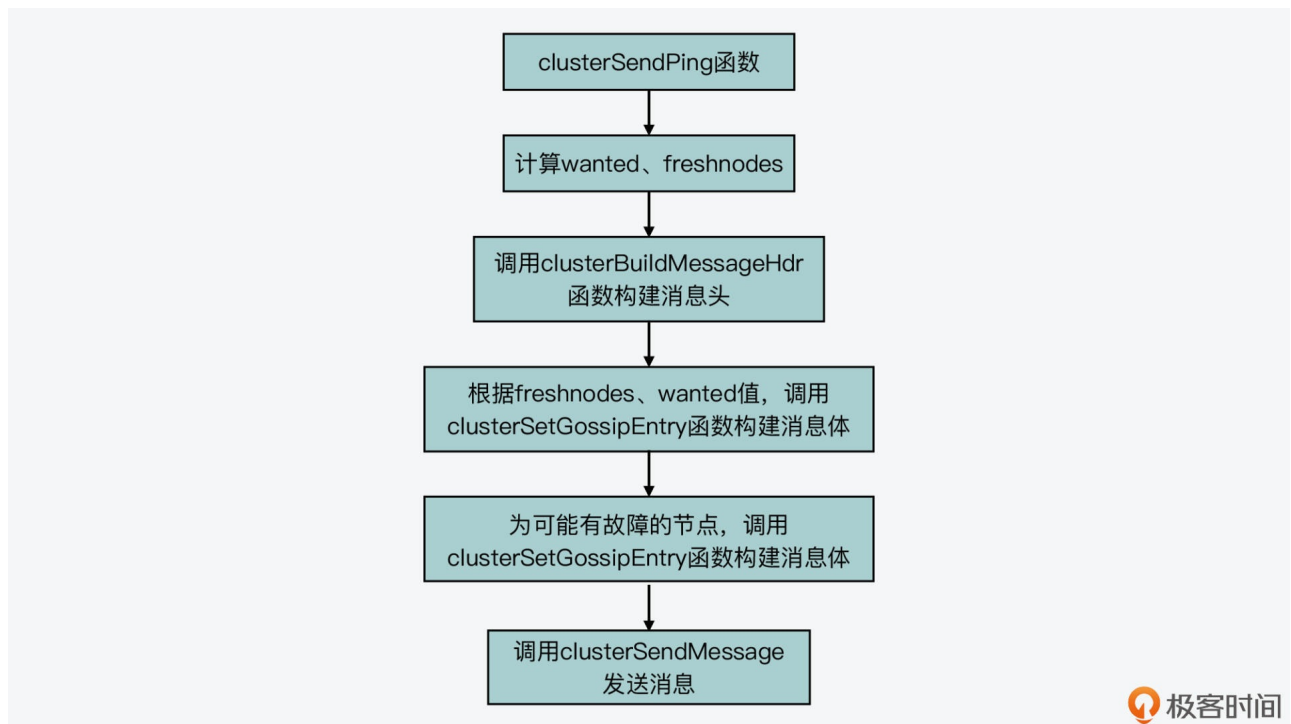 clusterSendPing函数
计算wanted、freshnodes
调用clusterBuildMessageHdr
函数构建消息头
根据freshnodes、wanted值，调用
clusterSetGossipEntry函数构建消息体
为可能有故障的节点，调用
clusterSetGossipEntry函数构建消息体
调用clusterSendMessage
发送消息
极客时间